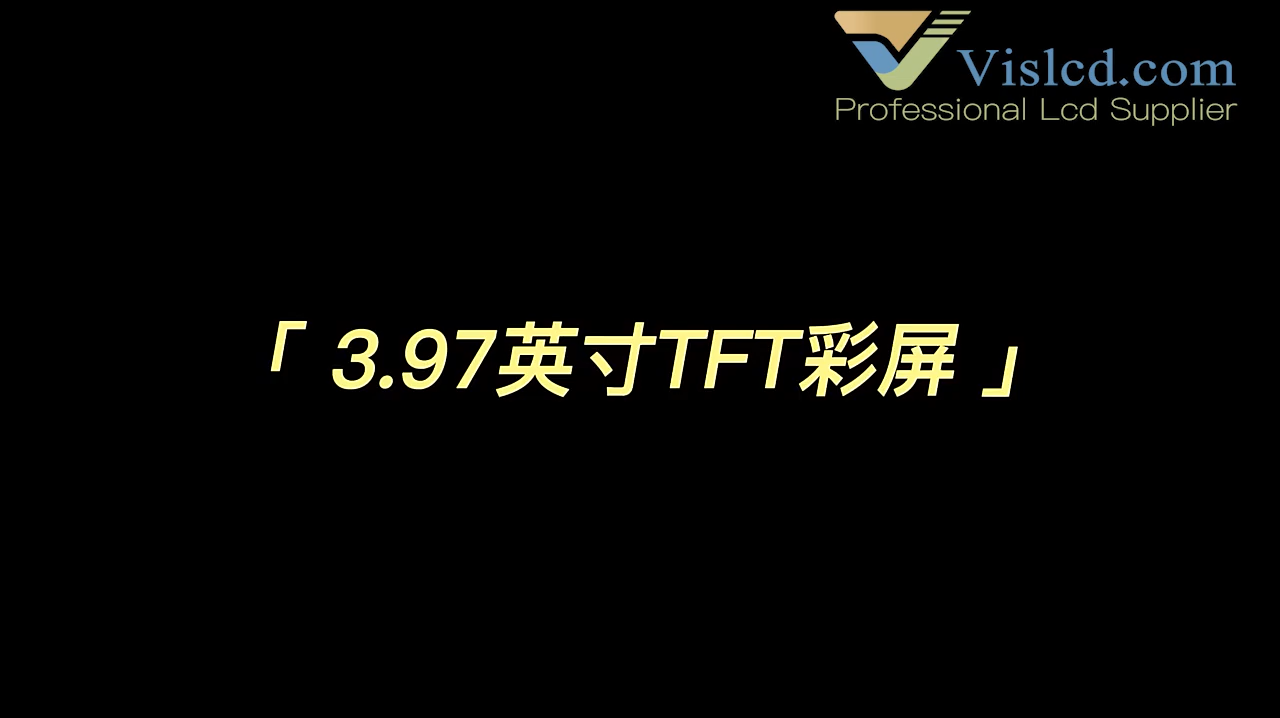 Vislcd.com
Professional Lcd Supplier
「 3.97英寸TFT彩屏 」